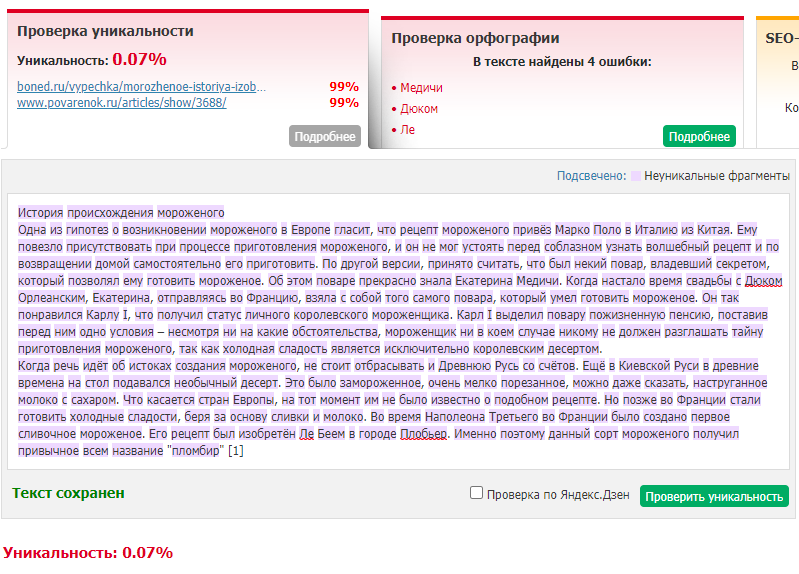 Проверка уникальности
Уникальность: 0.07%
boned.ru/vypechka/morozhenoe-istoriya-izob... 99%
www.povarenok.ru/articles/show/3688/ 99%
Подробнее
Проверка орфографии
В тексте найдены 4 ошибки:
• Медичи
• Дюком
• Ле
Подробнее
SEO-
В
Ко
Подсвечено: Неуникальные фрагменты
История происхождения мороженого
Одна из гипотез о возникновении мороженого в Европе гласит, что рецепт мороженого привёз Марко Поло в Италию из Китая. Ему
повезло присутствовать при процессе приготовления мороженого, и он не мог устоять перед соблазном узнать волшебный рецепт и по
возвращении домой самостоятельно его приготовить. По другой версии, принято считать, что был некий повар, владевший секретом,
который позволял ему готовить мороженое. Об этом поваре прекрасно знала Екатерина Медичи. Когда настало время свадьбы с Дюком
Орлеанским, Екатерина, отправляясь во Францию, взяла с собой того самого повара, который умел готовить мороженое. Он так
понравился Карлу I, что получил статус личного королевского мороженщика. Карл I выделил повару пожизненную пенсию, поставив
перед ним одно условия – несмотря ни на какие обстоятельства, мороженщик ни в коем случае никому не должен разглашать тайну
приготовления мороженого, так как холодная сладость является исключительно королевским десертом.
Когда речь идёт об истоках создания мороженого, не стоит отбрасывать и Древнюю Русь со счётов. Ещё в Киевской Руси в древние
времена на стол подавался необычный десерт. Это было замороженное, очень мелко порезанное, можно даже сказать, наструганное
молоко с сахаром. Что касается стран Европы, на тот момент им не было известно о подобном рецепте. Но позже во Франции стали
готовить холодные сладости, беря за основу сливки и молоко. Во время Наполеона Третьего во Франции было создано первое
сливочное мороженое. Его рецепт был изобретён Ле Беем в городе Плобьер. Именно поэтому данный сорт мороженого получил
привычное всем название "пломбир" [1]
Текст сохранен
Проверка по Яндекс.Дзен
Проверить уникальность
Уникальность: 0.07%